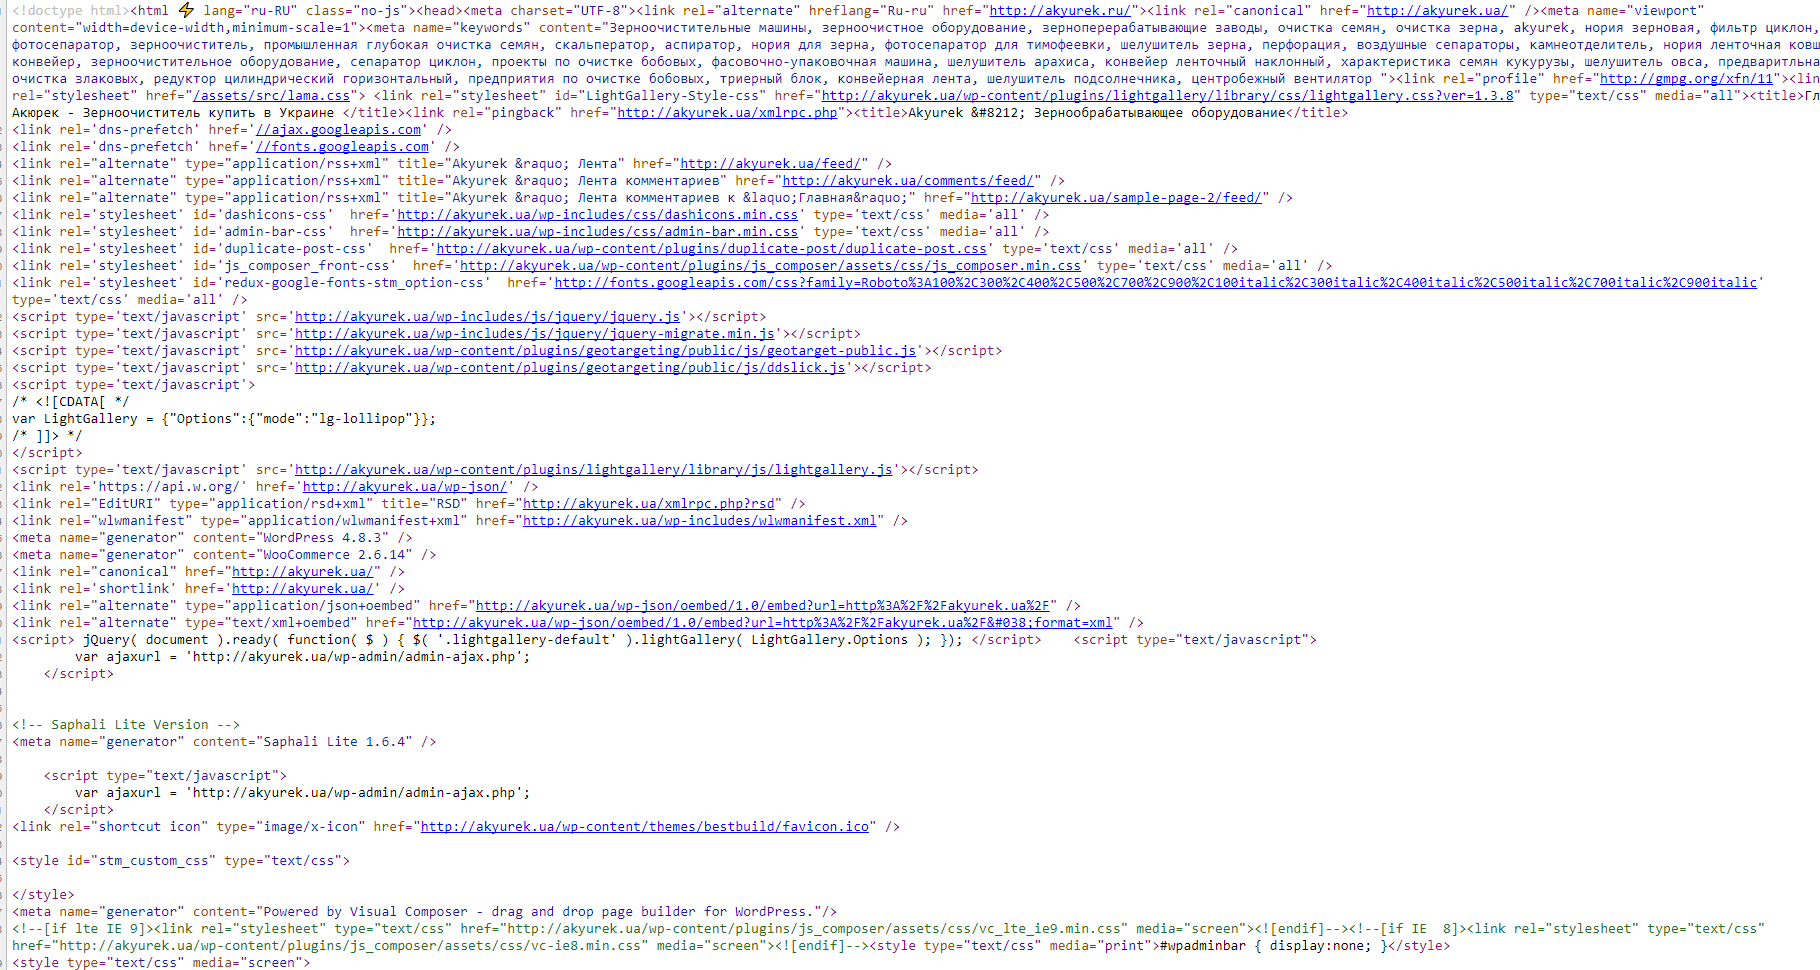 <!doctype html><html ⚡ lang="ru-RU" class="no-js"><head><meta charset="UTF-8"><link rel="alternate" hreflang="Ru-ru" href="http://akyurek.ru/"><link rel="canonical" href="http://akyurek.ua/" /><meta name="viewport"
content="width=device-width,minimum-scale=1"><meta name="keywords" content="Зерноочистительные машины, зерноочистное оборудование, зерноперерабатывающие заводы, очистка семян, очистка зерна, akyurek, нория зерновая, фильтр циклон,
фотосепаратор, зерноочиститель, промышленная глубокая очистка семян, скальператор, аспиратор, нория для зерна, фотосепаратор для тимофеевки, шелушитель зерна, перфорация, воздушные сепараторы, камнеотделитель, нория ленточная
конвейер, зерноочистительное оборудование, сепаратор циклон, проекты по очистке бобовых, фасовочно-упаковочная машина, шелушитель арахиса, конвейер ленточный наклонный, характеристика семян кукурузы, шелушитель овса,
очистка злаковых, редуктор цилиндрический горизонтальный, предприятия по очистке бобовых, триерный блок, конвейерная лента, шелушитель подсолнечника, центробежный вентилятор "><link rel="profile" href="http://gmpg.org/xfn/11"><lin
rel="stylesheet" href="/assets/src/lama.css"> <link rel="stylesheet" id="LightGallery-Style-css" href="http://akyurek.ua/wp-content/plugins/lightgallery/library/css/lightgallery.css?ver=1.3.8" type="text/css" media="all"><title>Гл
Акюрек - Зерноочиститель купить в Украине </title><link rel="pingback" href="http://akyurek.ua/xmlrpc.php"><title>Akyurek &#8212; Зернообрабатывающее оборудование</title>
<link rel='dns-prefetch' href='//ajax.googleapis.com' />
<link rel='dns-prefetch' href='//fonts.googleapis.com' />
<link rel="alternate" type="application/rss+xml" title="Akyurek &raquo; Лента" href="http://akyurek.ua/feed/" />
<link rel="alternate" type="application/rss+xml" title="Akyurek &raquo; Лента комментариев" href="http://akyurek.ua/comments/feed/" />
<link rel="alternate" type="application/rss+xml" title="Akyurek &raquo; Лента комментариев к &laquo;Главная&raquo;" href="http://akyurek.ua/sample-page-2/feed/" />
<link rel='stylesheet' id='dashicons-css'  href='http://akyurek.ua/wp-includes/css/dashicons.min.css' type='text/css' media='all' />
<link rel='stylesheet' id='admin-bar-css'  href='http://akyurek.ua/wp-includes/css/admin-bar.min.css' type='text/css' media='all' />
<link rel='stylesheet' id='duplicate-post-css'  href='http://akyurek.ua/wp-content/plugins/duplicate-post/duplicate-post.css' type='text/css' media='all' />
<link rel='stylesheet' id='js_composer_front-css'  href='http://akyurek.ua/wp-content/plugins/js_composer/assets/css/js_composer.min.css' type='text/css' media='all' />
<link rel='stylesheet' id='redux-google-fonts-stm_option-css'  href='http://fonts.googleapis.com/css?family=Roboto%3A100%2C300%2C400%2C500%2C700%2C900%2C100italic%2C300italic%2C400italic%2C500italic%2C700italic%2C900italic'
type='text/css' media='all' />
<script type='text/javascript' src='http://akyurek.ua/wp-includes/js/jquery/jquery.js'></script>
<script type='text/javascript' src='http://akyurek.ua/wp-includes/js/jquery/jquery-migrate.min.js'></script>
<script type='text/javascript' src='http://akyurek.ua/wp-content/plugins/geotargeting/public/js/geotarget-public.js'></script>
<script type='text/javascript' src='http://akyurek.ua/wp-content/plugins/geotargeting/public/js/ddslick.js'></script>
<script type='text/javascript'>
/* <![CDATA[ */
var LightGallery = {"Options":{"mode":"lg-lollipop"}};
/* ]]> */
</script>
<script type='text/javascript' src='http://akyurek.ua/wp-content/plugins/lightgallery/library/js/lightgallery.js'></script>
<link rel='https://api.w.org/' href='http://akyurek.ua/wp-json/' />
<link rel="EditURI" type="application/rsd+xml" title="RSD" href="http://akyurek.ua/xmlrpc.php?rsd" />
<link rel="wlwmanifest" type="application/wlwmanifest+xml" href="http://akyurek.ua/wp-includes/wlwmanifest.xml" />
<meta name="generator" content="WordPress 4.8.3" />
<meta name="generator" content="WooCommerce 2.6.14" />
<link rel="canonical" href="http://akyurek.ua/" />
<link rel='shortlink' href='http://akyurek.ua/' />
<link rel="alternate" type="application/json+oembed" href="http://akyurek.ua/wp-json/oembed/1.0/embed?url=http%3A%2F%2Fakyurek.ua%2F" />
<link rel="alternate" type="text/xml+oembed" href="http://akyurek.ua/wp-json/oembed/1.0/embed?url=http%3A%2F%2Fakyurek.ua%2F&#038;format=xml" />
<script> jQuery( document ).ready( function( $ ) { $( '.lightgallery-default' ).lightGallery( LightGallery.Options ); }); </script>    <script type="text/javascript">
var ajaxurl = 'http://akyurek.ua/wp-admin/admin-ajax.php';
</script>
<!-- Saphali Lite Version -->
<meta name="generator" content="Saphali Lite 1.6.4" />
<script type="text/javascript">
var ajaxurl = 'http://akyurek.ua/wp-admin/admin-ajax.php';
</script>
<link rel="shortcut icon" type="image/x-icon" href="http://akyurek.ua/wp-content/themes/bestbuild/favicon.ico" />
<style id="stm_custom_css" type="text/css">
</style>
<meta name="generator" content="Powered by Visual Composer - drag and drop page builder for WordPress."/>
<!--[if lte IE 9]><link rel="stylesheet" type="text/css" href="http://akyurek.ua/wp-content/plugins/js_composer/assets/css/vc_lte_ie9.min.css" media="screen"><![endif]--><!--[if IE  8]><link rel="stylesheet" type="text/css"
href="http://akyurek.ua/wp-content/plugins/js_composer/assets/css/vc-ie8.min.css" media="screen"><![endif]--><style type="text/css" media="print">#wpadminbar { display:none; }</style>
<style type="text/css" media="screen">